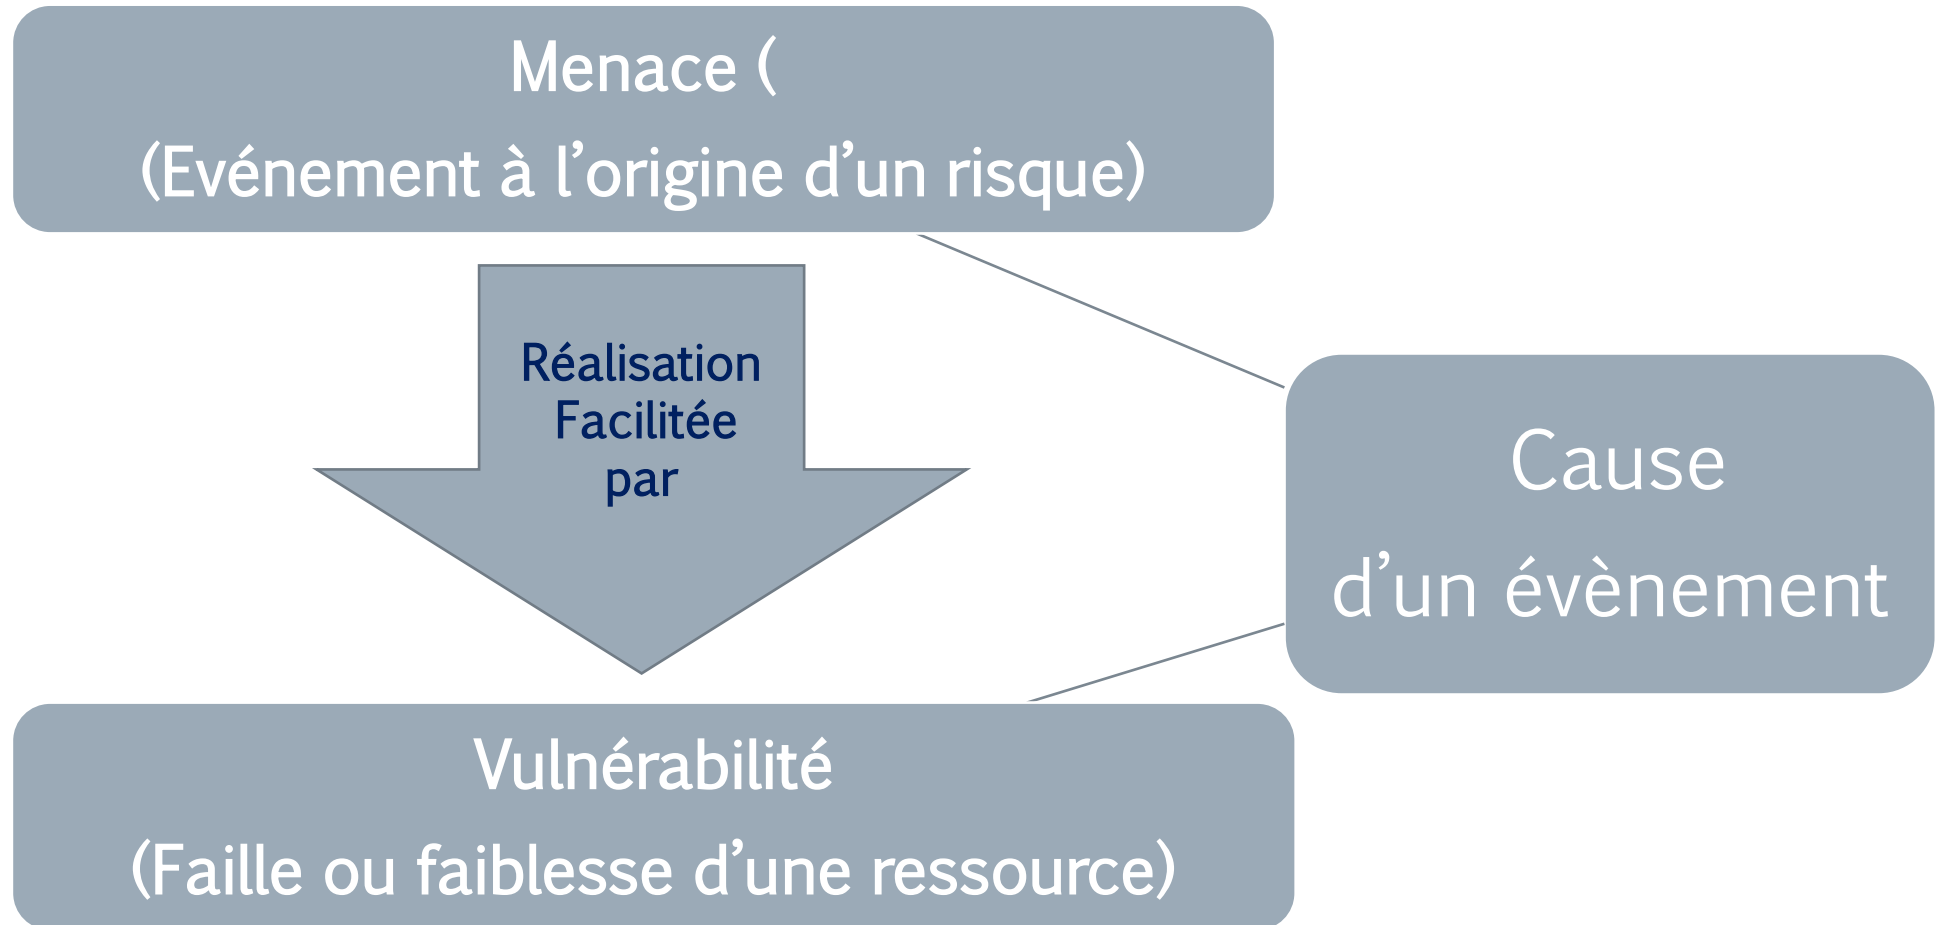 Menace (
(Evénement à l’origine d’un risque)
Réalisation
Facilitée
par
Cause
d’un évènement
Vulnérabilité
(Faille ou faiblesse d’une ressource)